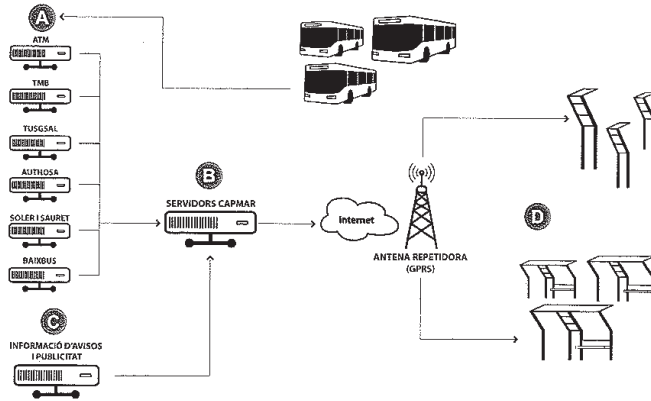 A
ATM
TMB
TUSGSAL
AUTHOSA
SOLER I SAURET
BAIXBUS
B
SERVIDORS CAPMAR
Internet
ANTENA REPETIDORA
(GPRS)
D
C
INFORMACIÓ D'AVISOS
I PUBLICITAT